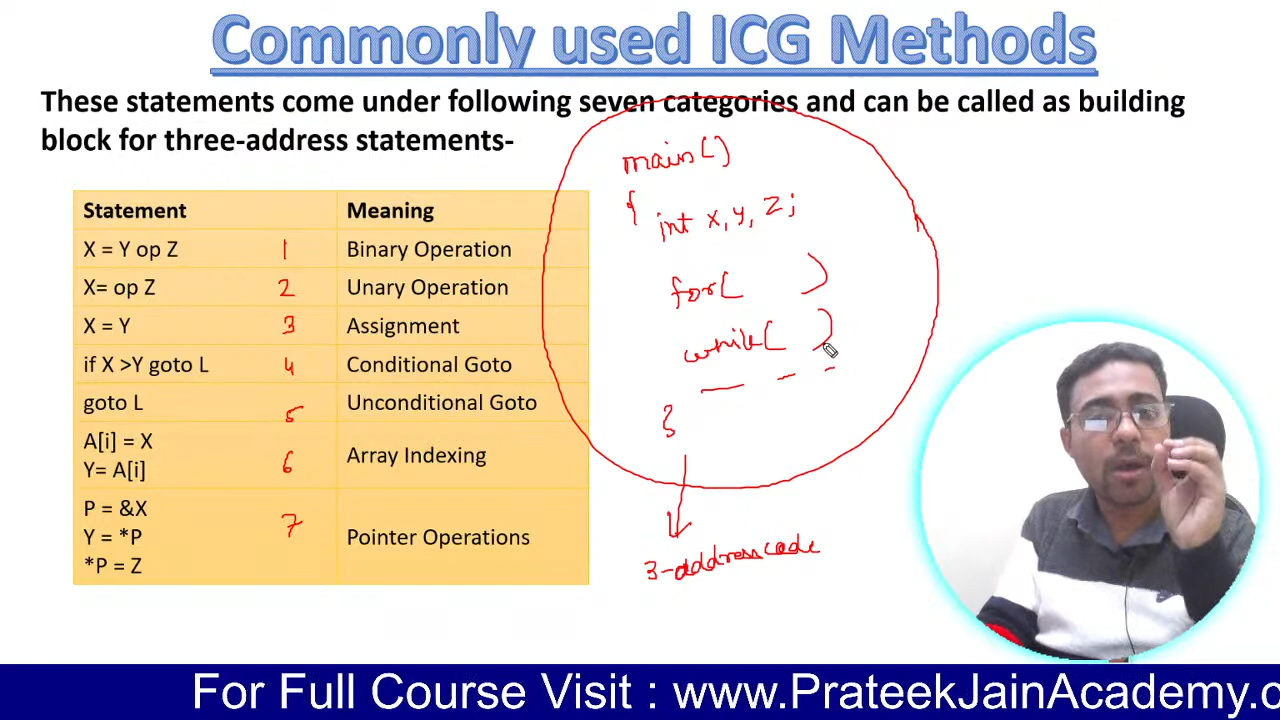 Commonly used ICG Methods
These statements come under following seven categories and can be called as building
block for three-address statements-
Statement Meaning
X = Y op Z 1 Binary Operation
X= op Z 2 Unary Operation
X = Y 3 Assignment
if X >Y goto L 4 Conditional Goto
goto L 5 Unconditional Goto
A[i] = X
Y= A[i] 6 Array Indexing
P = &X
Y = *P 7 Pointer Operations
*P = Z
main()
{
int x, y, z;
for( )
while( )
}
3-address code
For Full Course Visit : www.PrateekJainAcademy.c